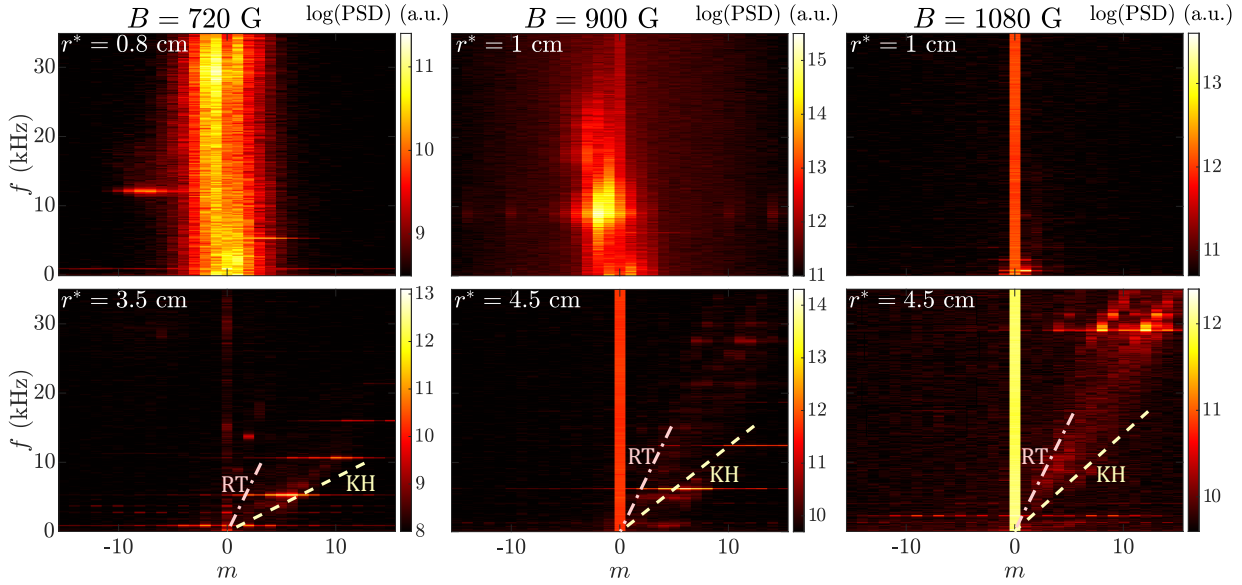 B = 720 G log(PSD) (a.u.)
B = 900 G log(PSD) (a.u.)
B = 1080 G log(PSD) (a.u.)
r* = 0.8 cm
r* = 1 cm
r* = 1 cm
f (kHz)
30
20
10
0
11
10
9
15
14
13
12
11
13
12
11
r* = 3.5 cm
r* = 4.5 cm
r* = 4.5 cm
f (kHz)
30
20
10
0
RT
KH
13
12
11
10
9
8
RT
KH
14
13
12
11
10
RT
KH
12
11
10
-10 0 10
-10 0 10
-10 0 10
m
m
m